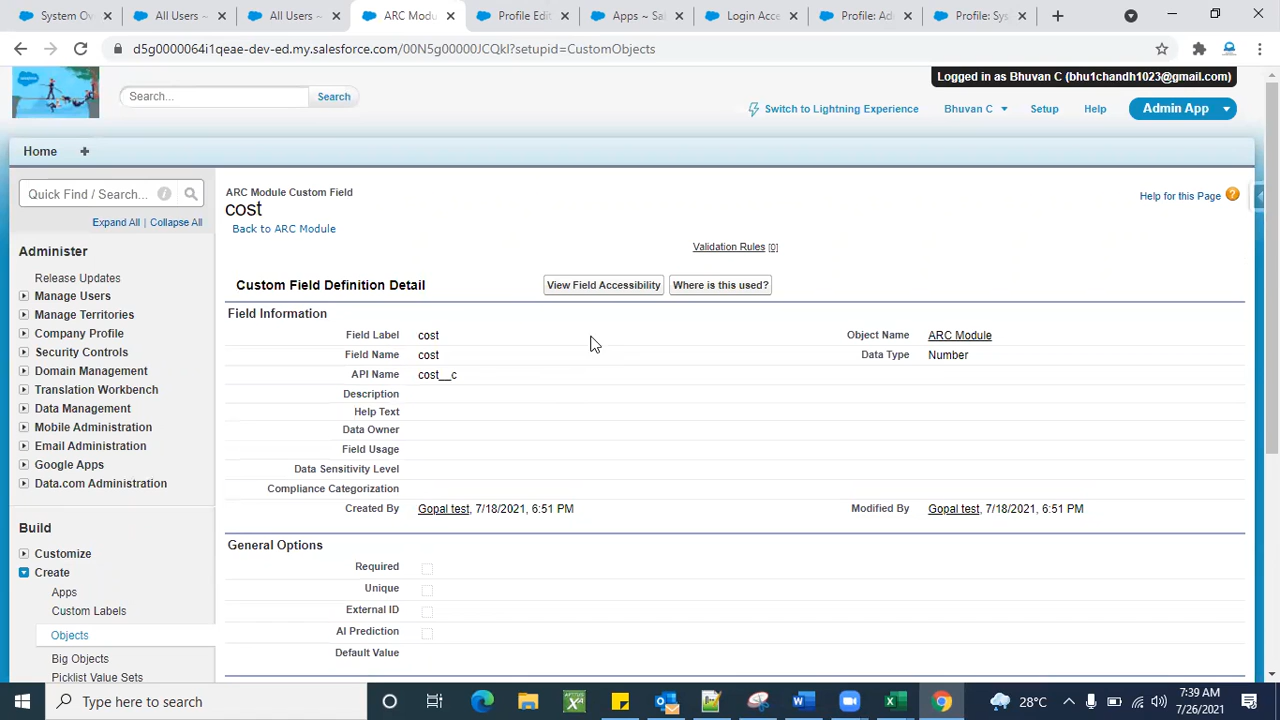 System Ov
All Users ~
All Users ~
ARC Modu
Profile Edi
Apps ~ Sa
Login Acce
Profile: Ad
Profile: Sys
d5g0000064i1qeae-dev-ed.my.salesforce.com/00N5g00000JCQkI?setupid=CustomObjects
Logged in as Bhuvan C (bhu1chandh1023@gmail.com)
Search...
Search
Switch to Lightning Experience
Bhuvan C
Setup
Help
Admin App
Home
Quick Find / Search...
Expand All | Collapse All
Administer
Release Updates
Manage Users
Manage Territories
Company Profile
Security Controls
Domain Management
Translation Workbench
Data Management
Mobile Administration
Email Administration
Google Apps
Data.com Administration
Build
Customize
Create
Apps
Custom Labels
Objects
Big Objects
Picklist Value Sets
ARC Module Custom Field
cost
Back to ARC Module
Help for this Page
Validation Rules [0]
Custom Field Definition Detail
View Field Accessibility
Where is this used?
Field Information
Field Label cost
Object Name ARC Module
Field Name cost
Data Type Number
API Name cost__c
Description
Help Text
Data Owner
Field Usage
Data Sensitivity Level
Compliance Categorization
Created By Gopal test, 7/18/2021, 6:51 PM
Modified By Gopal test, 7/18/2021, 6:51 PM
General Options
Required
Unique
External ID
AI Prediction
Default Value
Type here to search
28°C
7:39 AM
7/26/2021